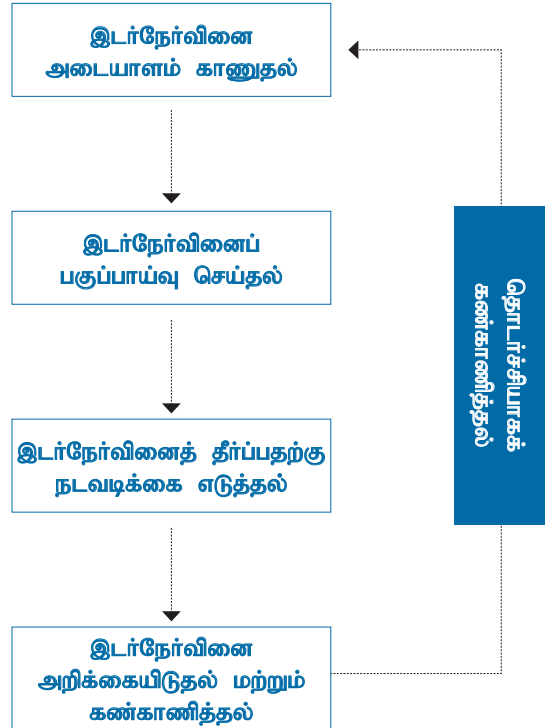 இடர்நேர்வினை
அடையாளம் காணுதல்
இடர்நேர்வினைப்
பகுப்பாய்வு செய்தல்
இடர்நேர்வினைத் தீர்ப்பதற்கு
நடவடிக்கை எடுத்தல்
இடர்நேர்வினை
அறிக்கையிடுதல் மற்றும்
கண்காணித்தல்
தொடர்ச்சியாகக்
கண்காணித்தல்